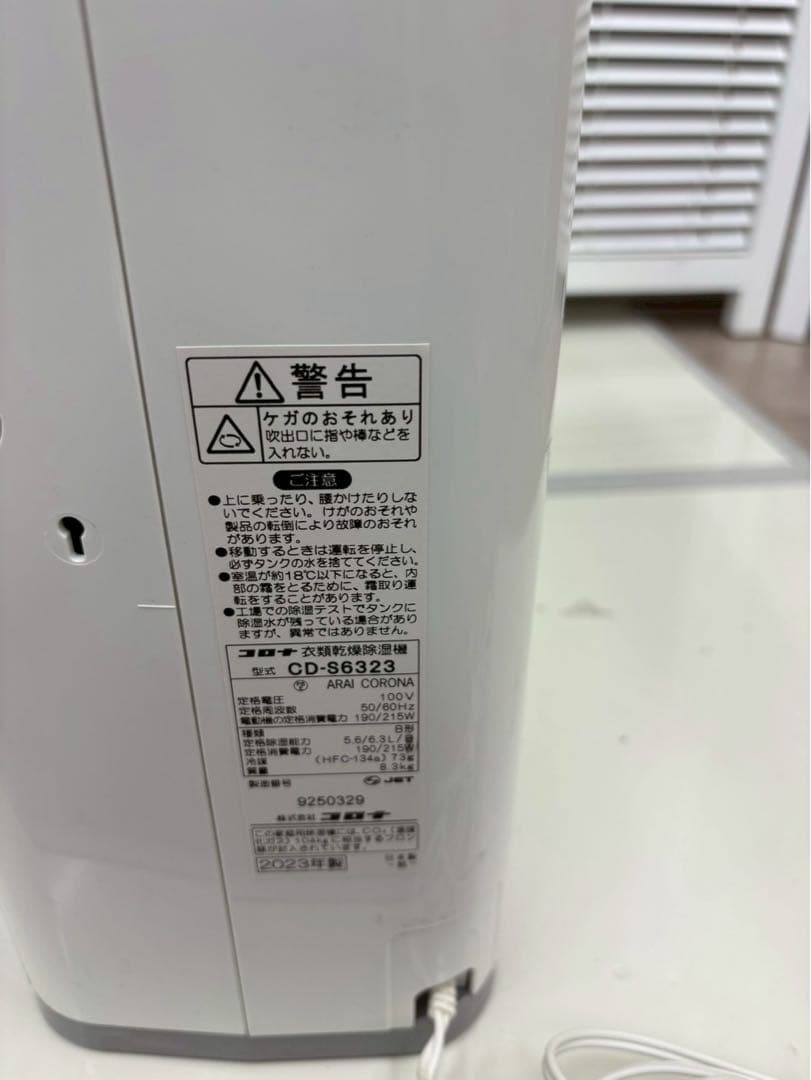 警告
ケガのおそれあり
吹出口に指や棒などを
入れない。
ご注意
●上に乗ったり、腰かけたりしな
いでください。けがのおそれや
製品の転倒により故障のおそれ
があります。
●移動するときは運転を停止し、
必ずタンクの水を捨ててください。
●室温が約18℃以下になると、内
部の霜をとるために、霜取り運
転をすることがあります。
●工場での除湿テストでタンクに
除湿水が残っている場合があり
ますが、異常ではありません。
コロナ 衣類乾燥除湿機
型式 CD-S6323
ARAI CORONA
定格電圧 100V
定格周波数 50/60Hz
電動機の定格消費電力 190/215W
種類 B形
定格除湿能力 5.6/6.3L/日
定格消費電力 190/215W
冷媒 (HFC-134a) 73g
質量 8.3kg
製造番号 JET
9250329
株式会社 コロナ
2023年製